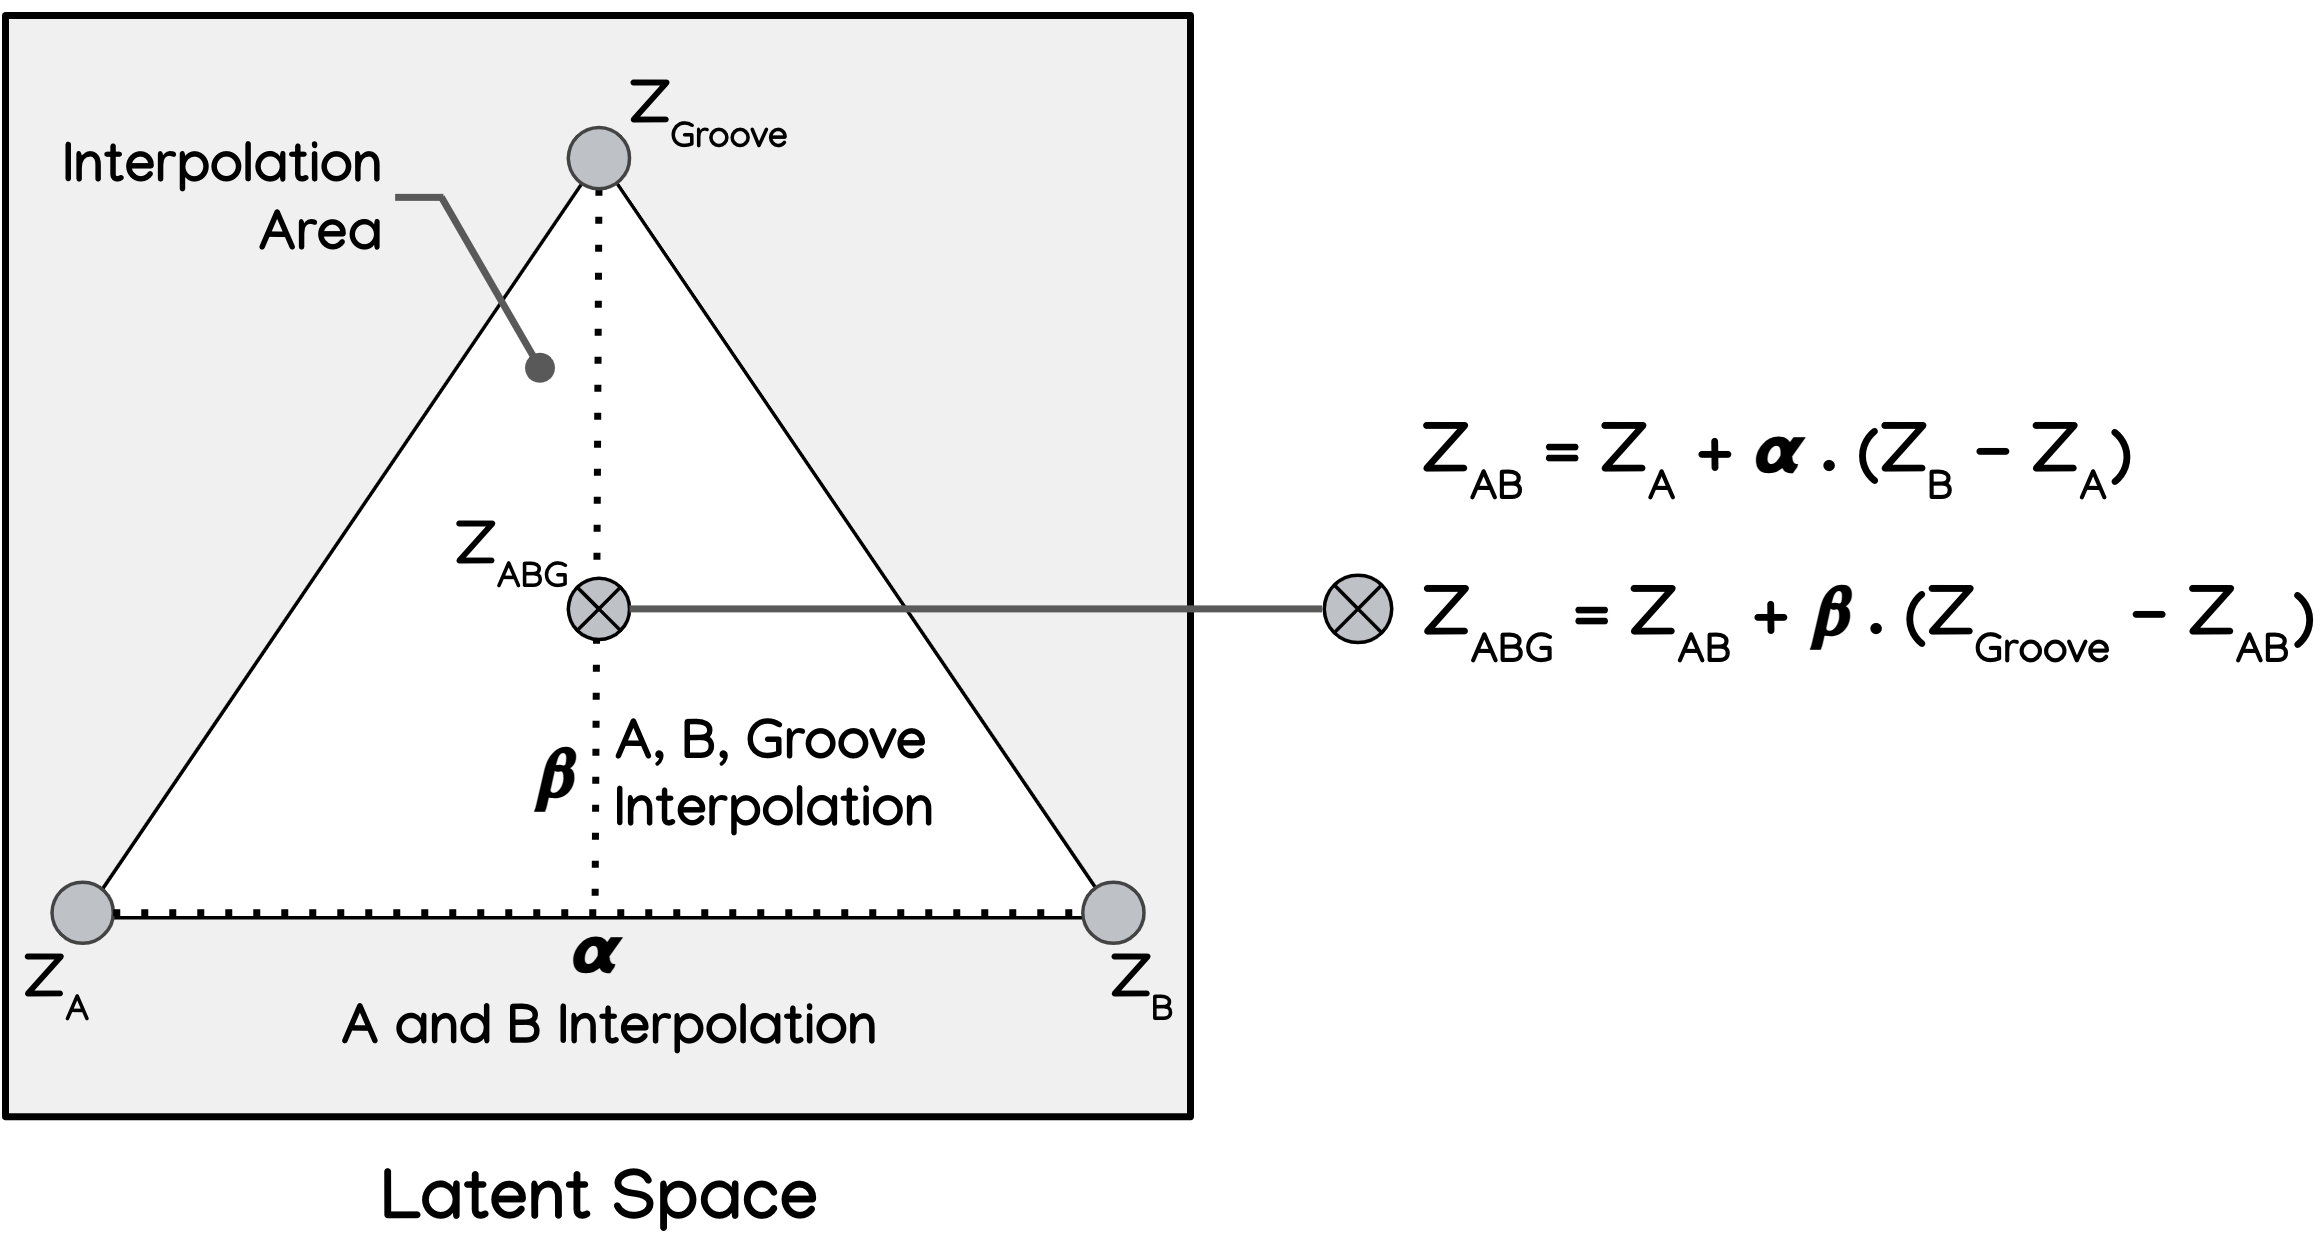 Z_Groove
Interpolation
Area
Z_ABG
A, B, Groove
β
Interpolation
Z_A
α
Z_B
A and B Interpolation
Latent Space
Z_AB = Z_A + α . (Z_B − Z_A)
Z_ABG = Z_AB + β . (Z_Groove − Z_AB)